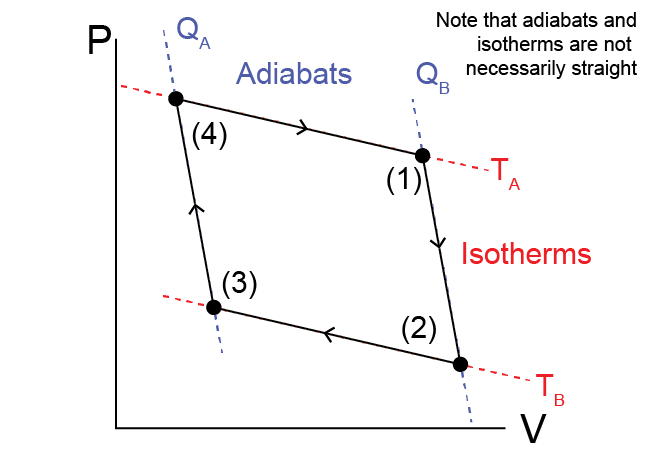 P
Q_A
Adiabats
Q_B
Note that adiabats and
isotherms are not
necessarily straight
(4)
(1)
T_A
Isotherms
(3)
(2)
T_B
V